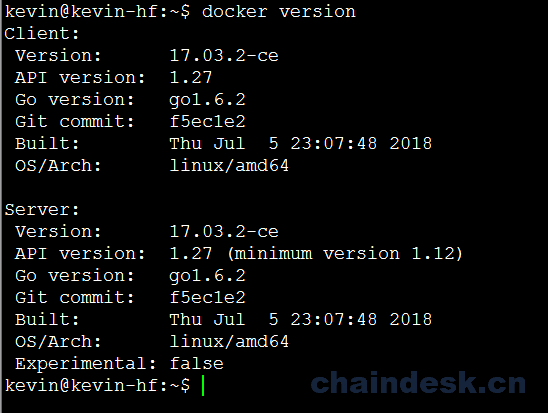 kevin@kevin-hf:~$ docker version
Client:
 Version:      17.03.2-ce
 API version:  1.27
 Go version:   go1.6.2
 Git commit:   f5ec1e2
 Built:        Thu Jul  5 23:07:48 2018
 OS/Arch:      linux/amd64

Server:
 Version:      17.03.2-ce
 API version:  1.27 (minimum version 1.12)
 Go version:   go1.6.2
 Git commit:   f5ec1e2
 Built:        Thu Jul  5 23:07:48 2018
 OS/Arch:      linux/amd64
 Experimental: false
kevin@kevin-hf:~$
chaindesk.cn